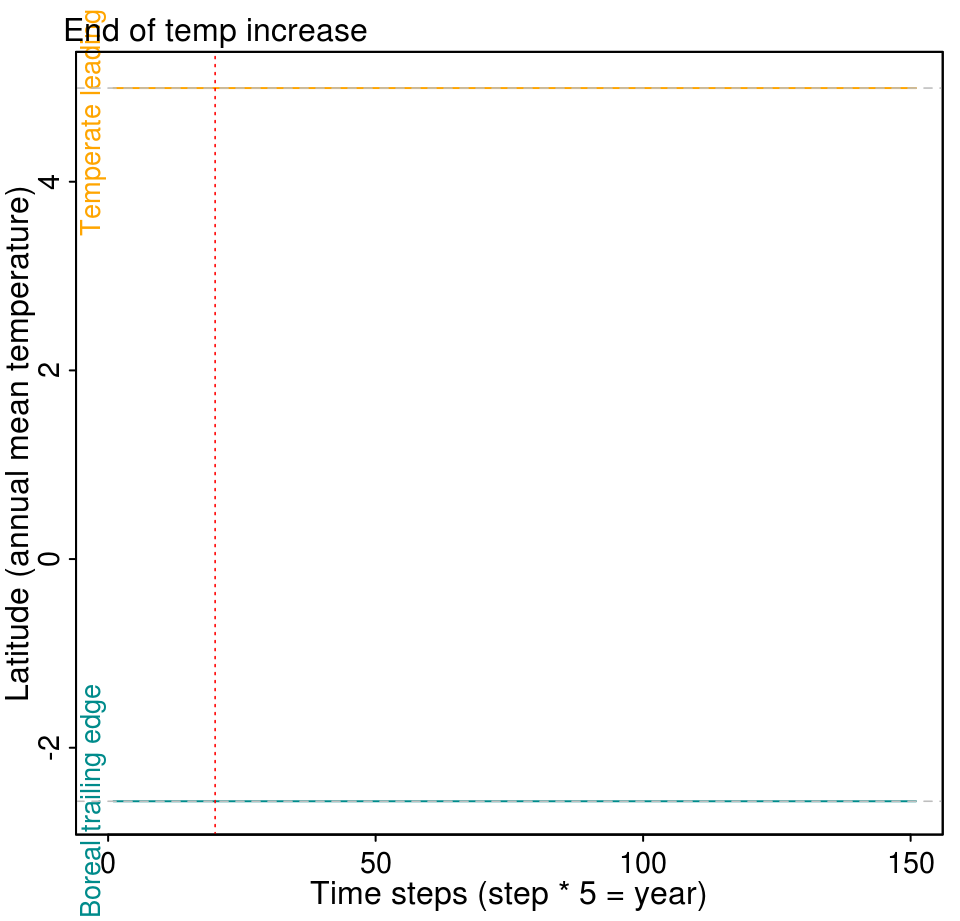 End of temp increase
Temperate leading
Latitude (annual mean temperature)
4
2
0
-2
Boreal trailing edge
0
50
100
150
Time steps (step * 5 = year)